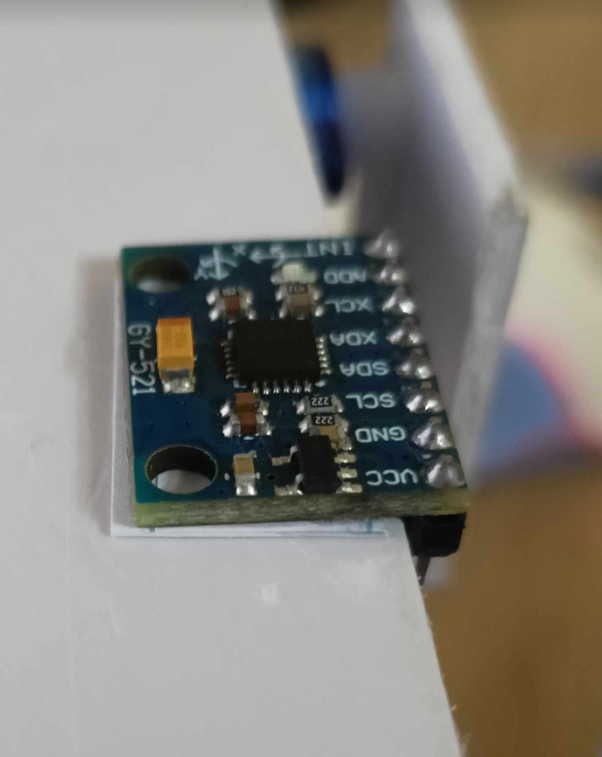 INT
ADD
XCL
XDA
SDA
SCL
GND
VCC
GY-521
X
Y
222
222